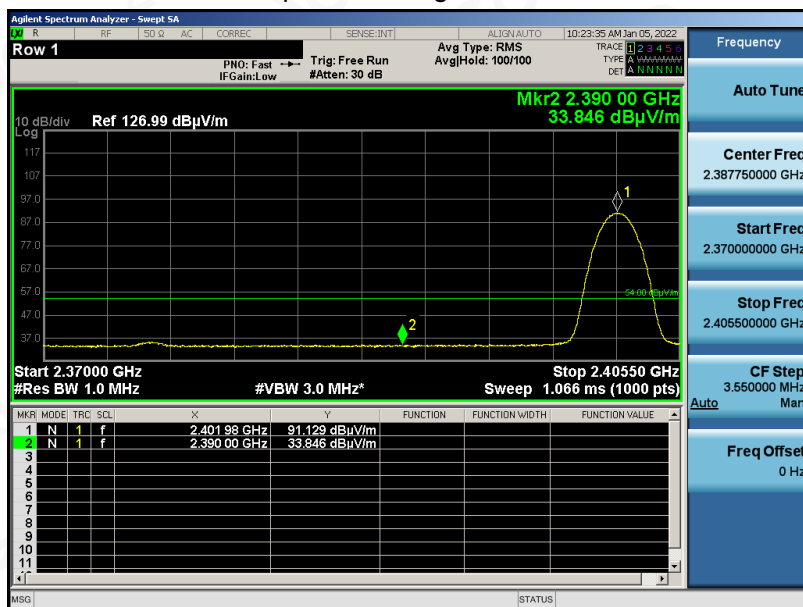 Agilent Spectrum Analyzer - Swept SA
LXI R RF 50 Ω AC CORREC SENSE:INT ALIGN AUTO 10:23:35 AM Jan 05, 2022
Row 1
PNO: Fast
IFGain:Low
Trig: Free Run
#Atten: 30 dB
Avg Type: RMS
Avg|Hold: 100/100
TRACE 1 2 3 4 5 6
TYPE A WWWWW
DET A N N N N N
Mkr2 2.390 00 GHz
33.846 dBµV/m
10 dB/div Ref 126.99 dBµV/m
Log
117
107
97.0
87.0
77.0
67.0
57.0
47.0
37.0
1
54.00 dBµV/m
2
Start 2.37000 GHz Stop 2.40550 GHz
#Res BW 1.0 MHz #VBW 3.0 MHz* Sweep 1.066 ms (1000 pts)
MKR MODE TRC SCL X Y FUNCTION FUNCTION WIDTH FUNCTION VALUE
1 N 1 f 2.401 98 GHz 91.129 dBµV/m
2 N 1 f 2.390 00 GHz 33.846 dBµV/m
3
4
5
6
7
8
9
10
11
MSG STATUS
Frequency
Auto Tune
Center Freq
2.387750000 GHz
Start Freq
2.370000000 GHz
Stop Freq
2.405500000 GHz
CF Step
3.550000 MHz
Auto Man
Freq Offset
0 Hz